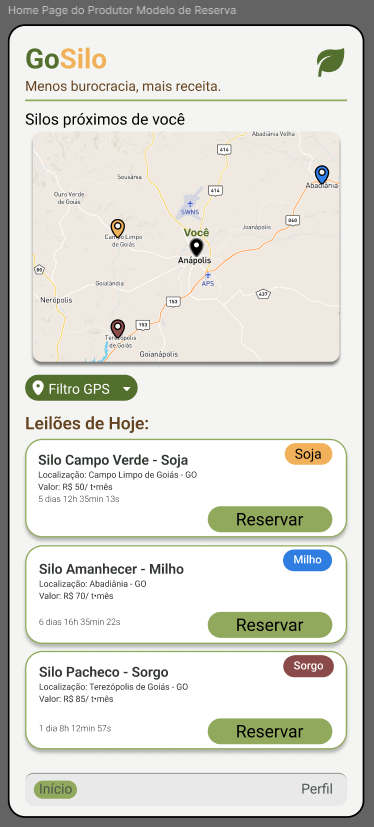 Home Page do Produtor Modelo de Reserva
GoSilo
Menos burocracia, mais receita.
Silos próximos de você
Abadiânia Velha
414
Sousânia
414
Abadiânia
Ouro Verde
de Goiás
SWNS
060
Joanápolis
Campo Limpo
de Goiás
Você
Anápolis
80
APS
Goialândia
437
Nerópolis
153
153
Terezópolis
de Goiás
Goianápolis
Filtro GPS
Leilões de Hoje:
Silo Campo Verde - Soja
Soja
Localização: Campo Limpo de Goiás - GO
Valor: R$ 50/ t•mês
5 dias 12h 35min 13s
Reservar
Silo Amanhecer - Milho
Milho
Localização: Abadiânia - GO
Valor: R$ 70/ t•mês
6 dias 16h 35min 22s
Reservar
Silo Pacheco - Sorgo
Sorgo
Localização: Terezópolis de Goiás - GO
Valor: R$ 85/ t•mês
1 dia 8h 12min 57s
Reservar
Início
Perfil